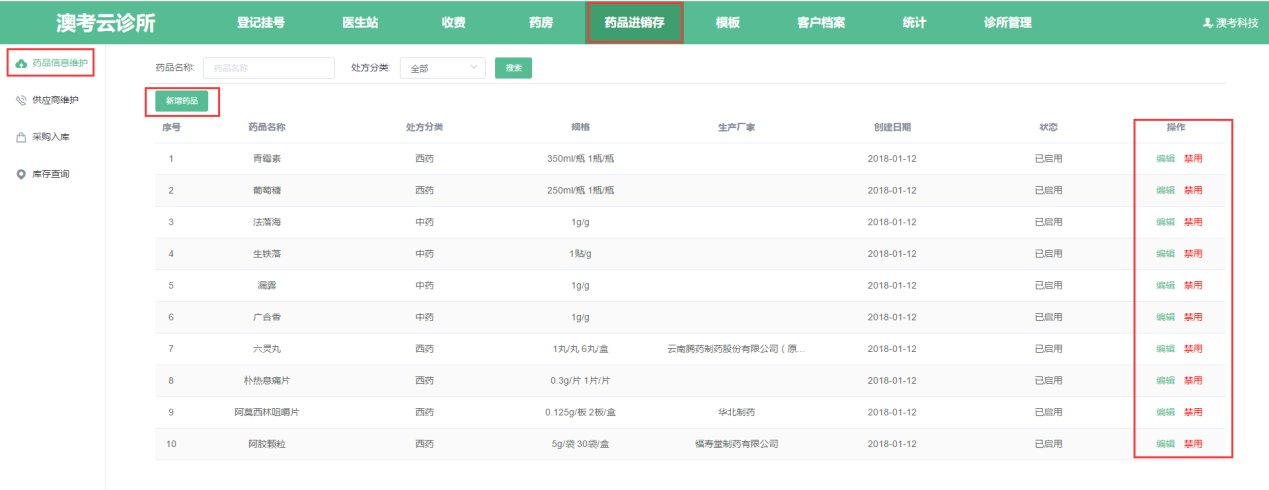 澳考云诊所 登记挂号 医生站 收费 药房 药品进销存 模板 客户档案 统计 诊所管理 澳考科技
药品信息维护
供应商维护
采购入库
库存查询
药品名称: 药品名称 处方分类: 全部 搜索
新增药品
序号 药品名称 处方分类 规格 生产厂家 创建日期 状态 操作
1 青霉素 西药 350ml/瓶 1瓶/瓶 2018-01-12 已启用 编辑 禁用
2 葡萄糖 西药 250ml/瓶 1瓶/瓶 2018-01-12 已启用 编辑 禁用
3 法落海 中药 1g/g 2018-01-12 已启用 编辑 禁用
4 生铁落 中药 1贴/g 2018-01-12 已启用 编辑 禁用
5 漏露 中药 1g/g 2018-01-12 已启用 编辑 禁用
6 广合香 中药 1g/g 2018-01-12 已启用 编辑 禁用
7 六灵丸 西药 1丸/丸 6丸/盒 云南腾药制药股份有限公司 ( 原... 2018-01-12 已启用 编辑 禁用
8 朴热息痛片 西药 0.3g/片 1片/片 2018-01-12 已启用 编辑 禁用
9 阿莫西林咀嚼片 西药 0.125g/板 2板/盒 华北制药 2018-01-12 已启用 编辑 禁用
10 阿胶颗粒 西药 5g/袋 30袋/盒 福寿堂制药有限公司 2018-01-12 已启用 编辑 禁用